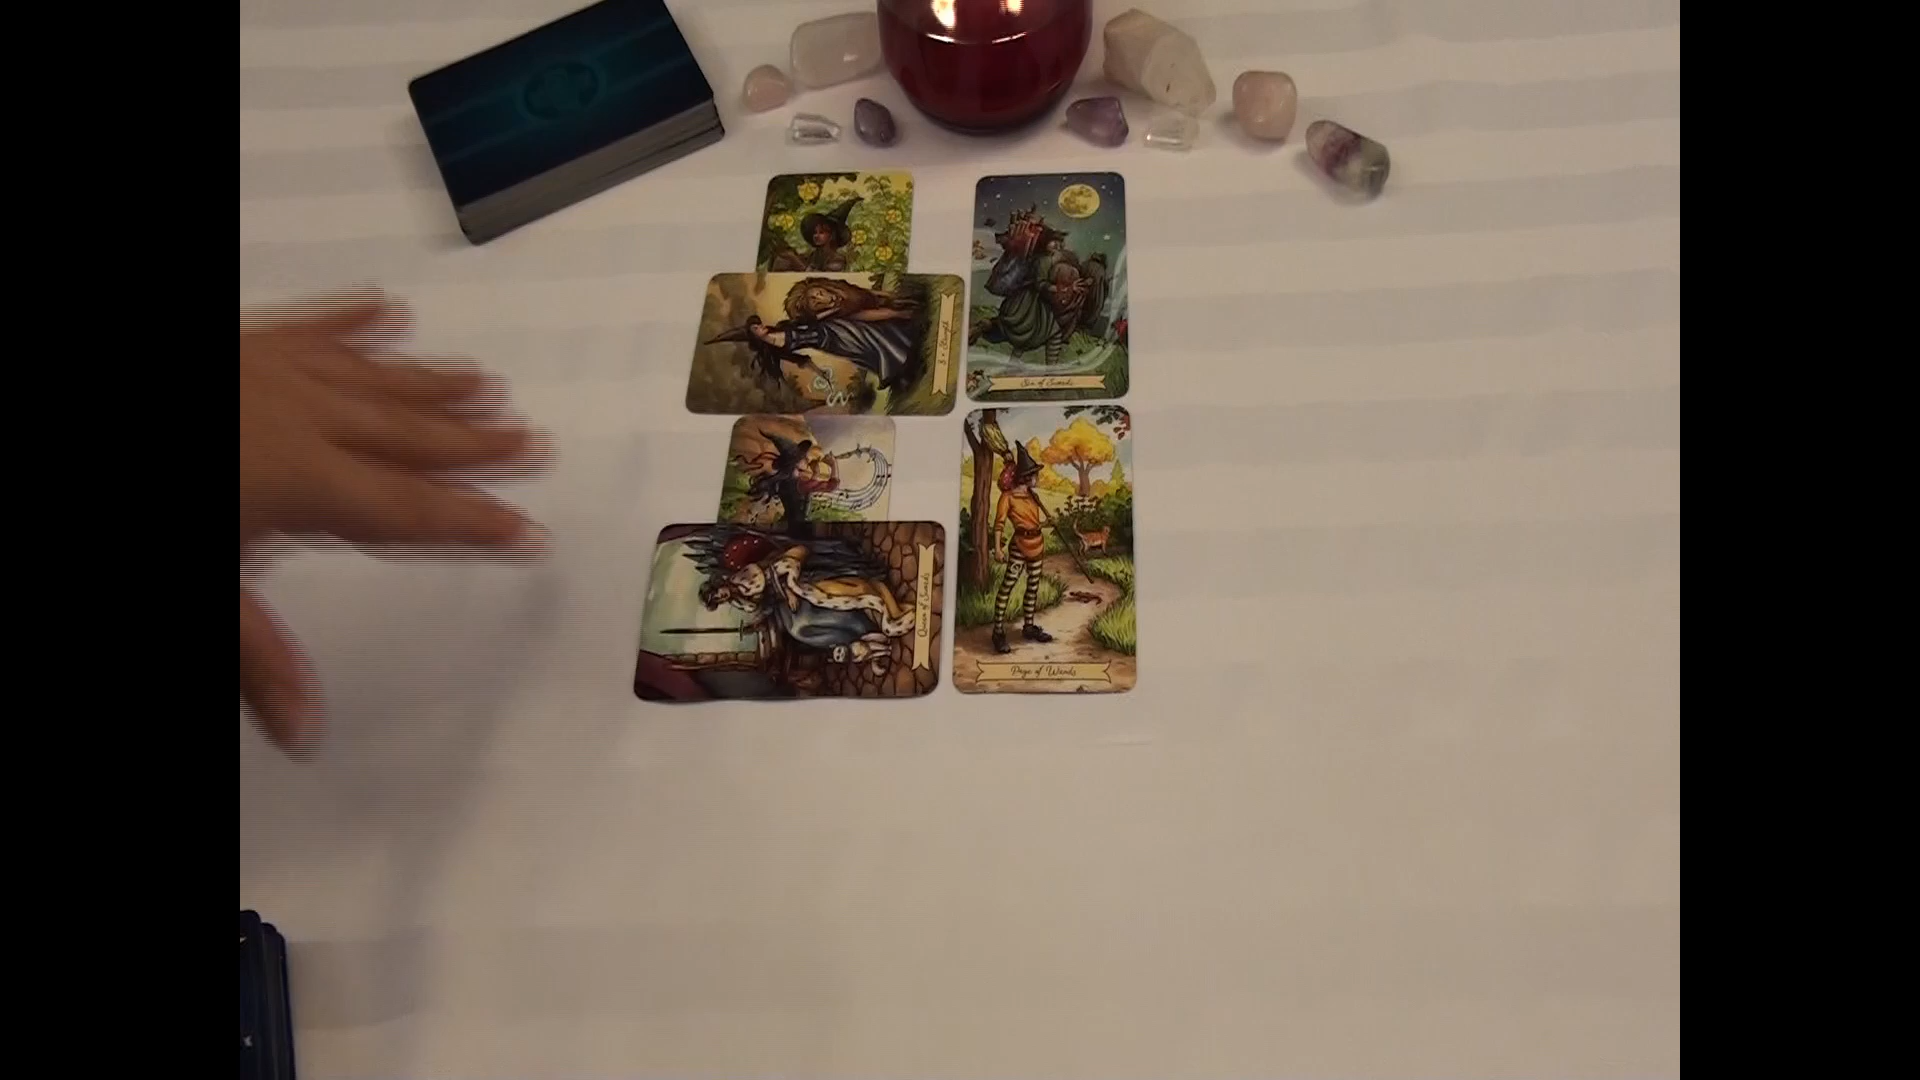 8 • Strength
Six of Swords
Queen of Swords
Page of Wands